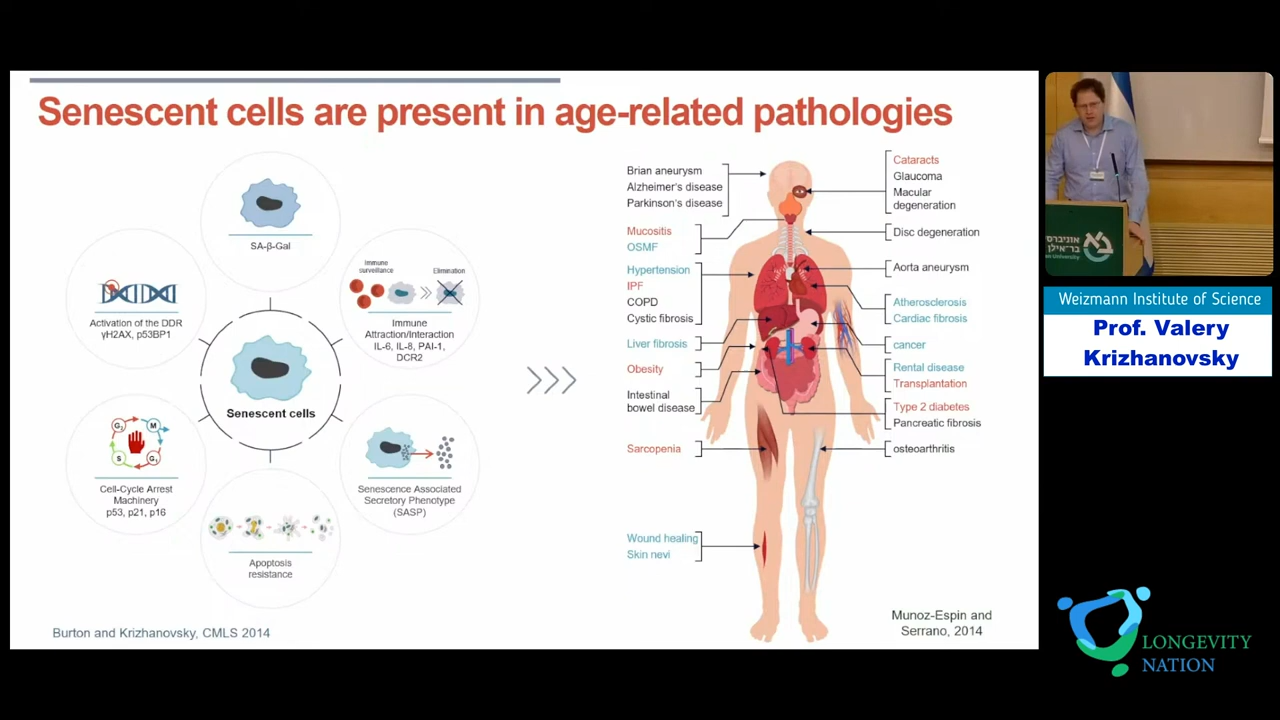 Senescent cells are present in age-related pathologies
SA-β-Gal
Activation of the DDR
γH2AX, p53BP1
Immune
surveillance
Elimination
Immune
Attraction/Interaction
IL-6, IL-8, PAI-1,
DCR2
Senescent cells
G2
M
S
G1
Cell-Cycle Arrest
Machinery
p53, p21, p16
Senescence Associated
Secretory Phenotype
(SASP)
Apoptosis
resistance
Burton and Krizhanovsky, CMLS 2014
Brian aneurysm
Alzheimer's disease
Parkinson's disease
Mucositis
OSMF
Hypertension
IPF
COPD
Cystic fibrosis
Liver fibrosis
Obesity
Intestinal
bowel disease
Sarcopenia
Wound healing
Skin nevi
Cataracts
Glaucoma
Macular
degeneration
Disc degeneration
Aorta aneurysm
Atherosclerosis
Cardiac fibrosis
cancer
Rental disease
Transplantation
Type 2 diabetes
Pancreatic fibrosis
osteoarthritis
Munoz-Espin and
Serrano, 2014
University
Weizmann Institute of Science
Prof. Valery
Krizhanovsky
LONGEVITY
NATION